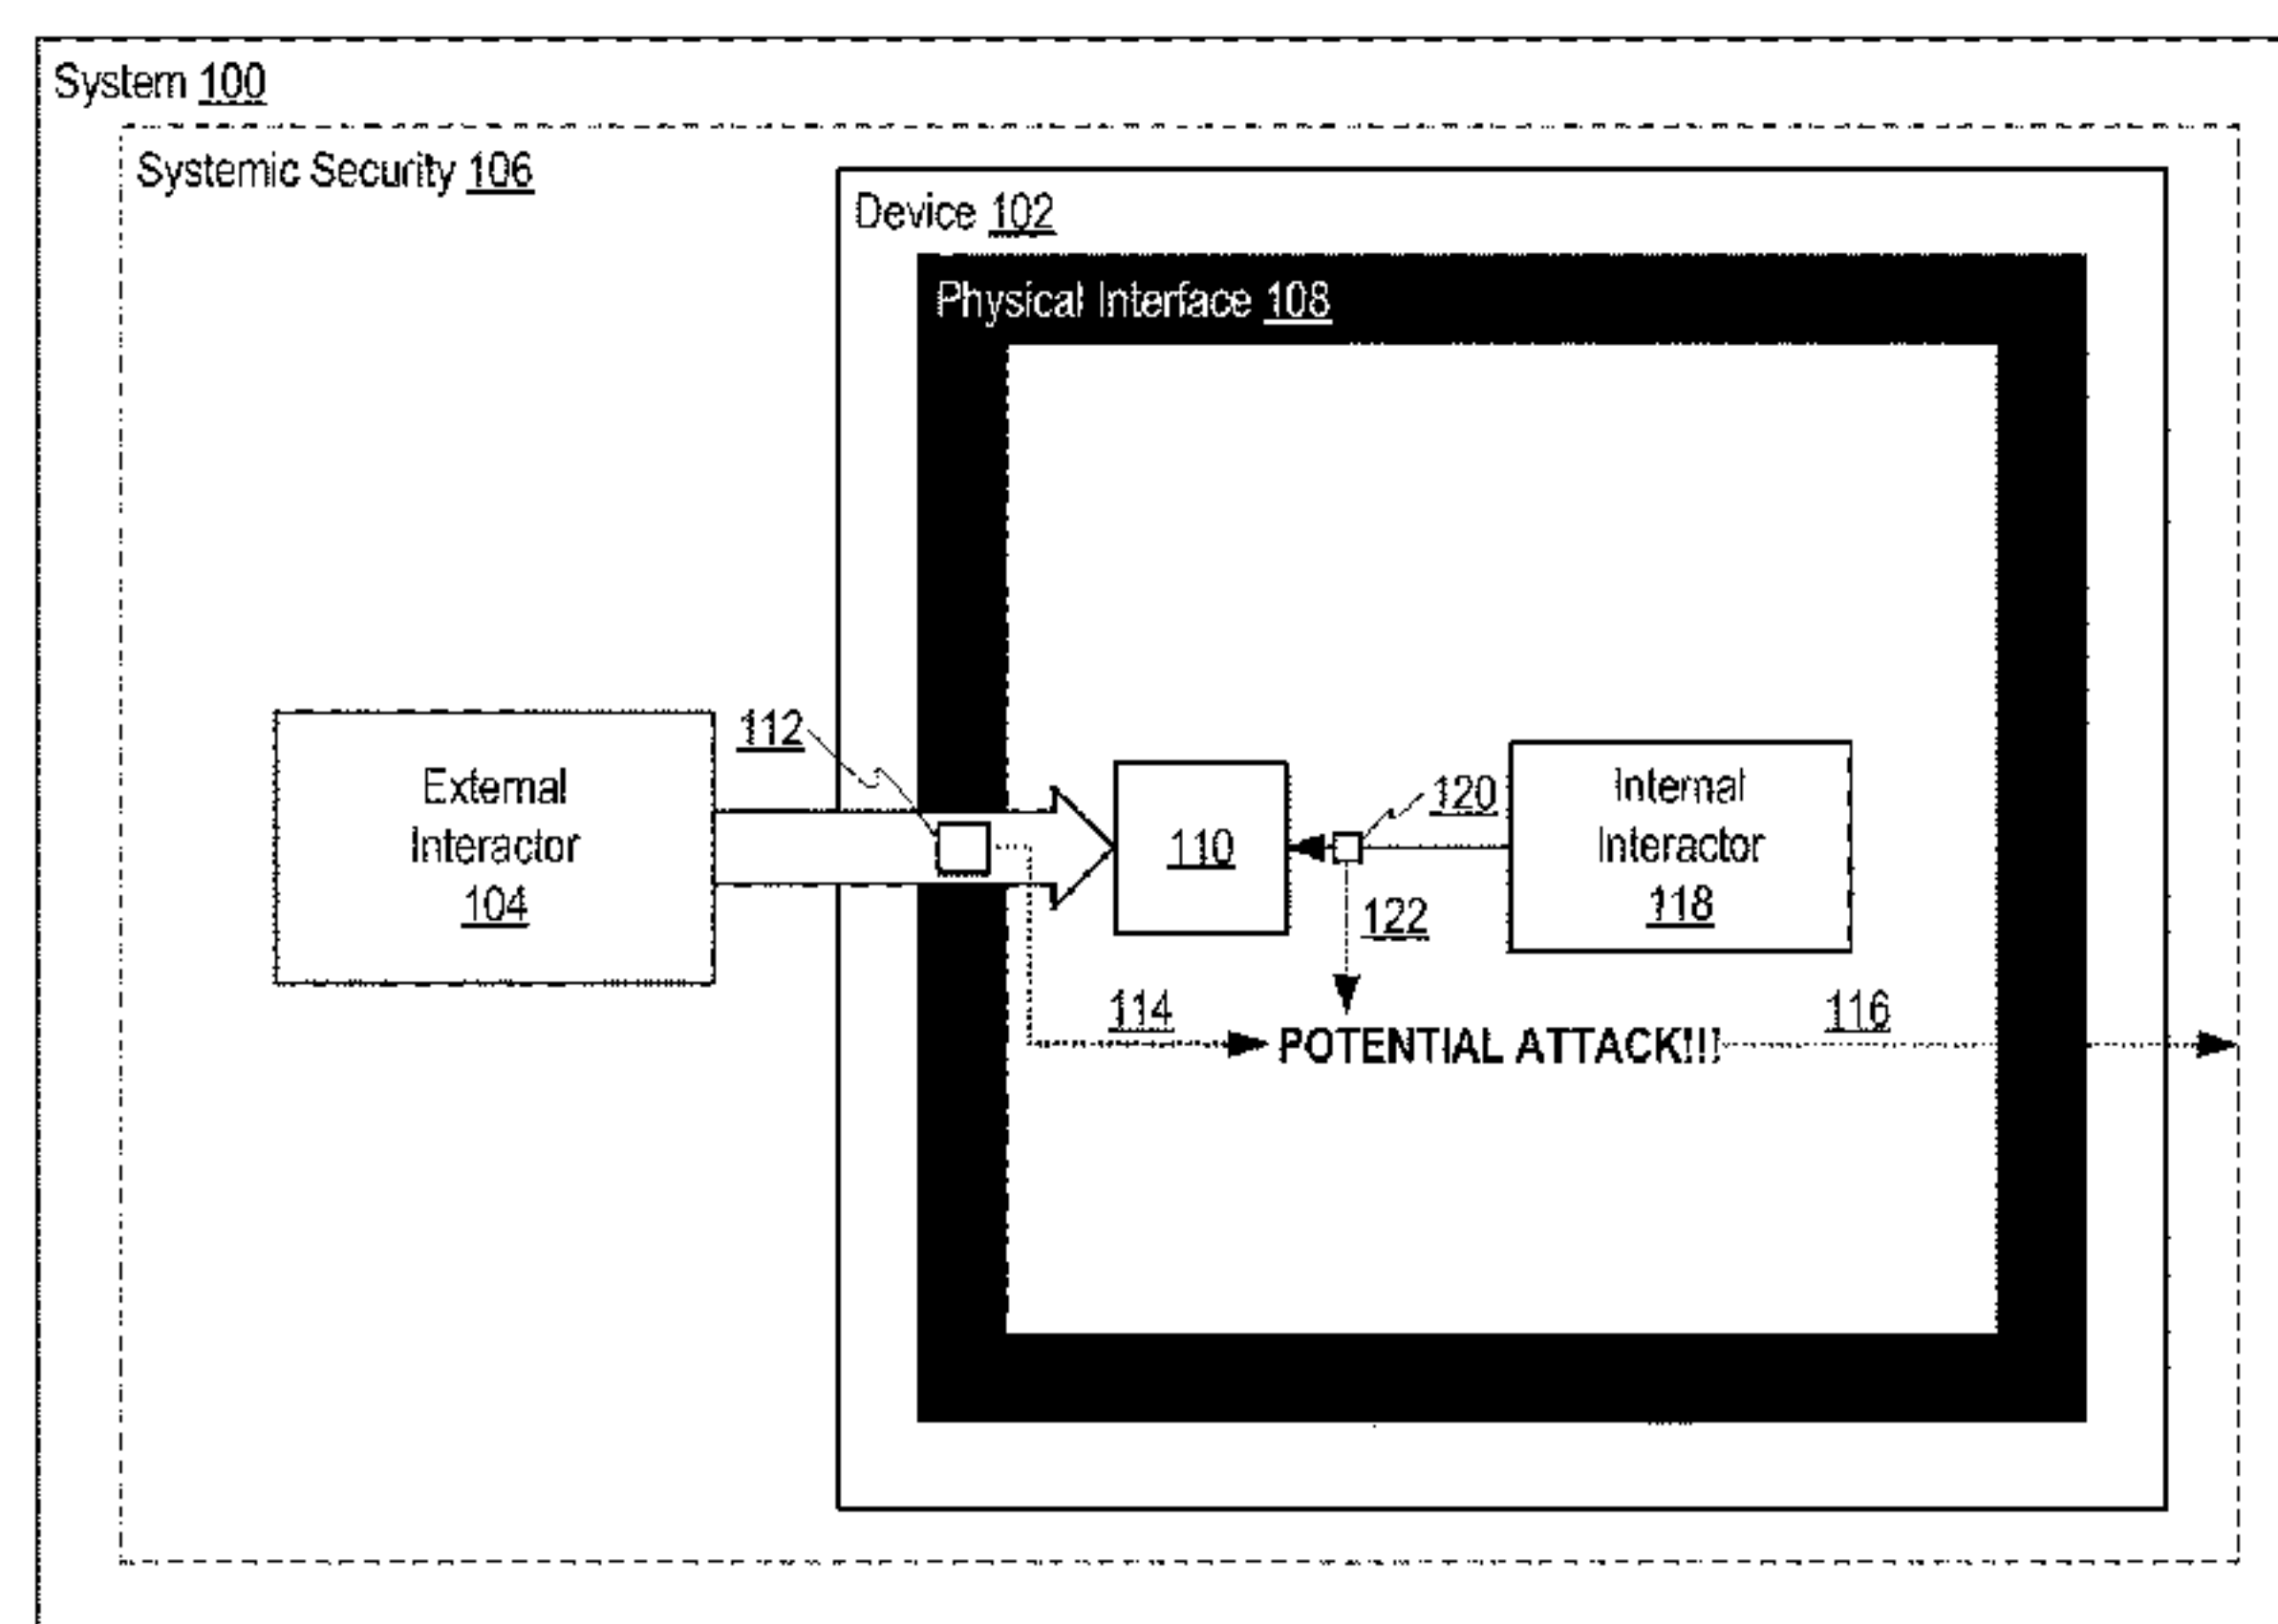 System 100
Systemic Security 106
Device 102
Physical Interface 108
112
External
Interactor
104
110
120
Internal
Interactor
118
122
114
116
POTENTIAL ATTACK!!!